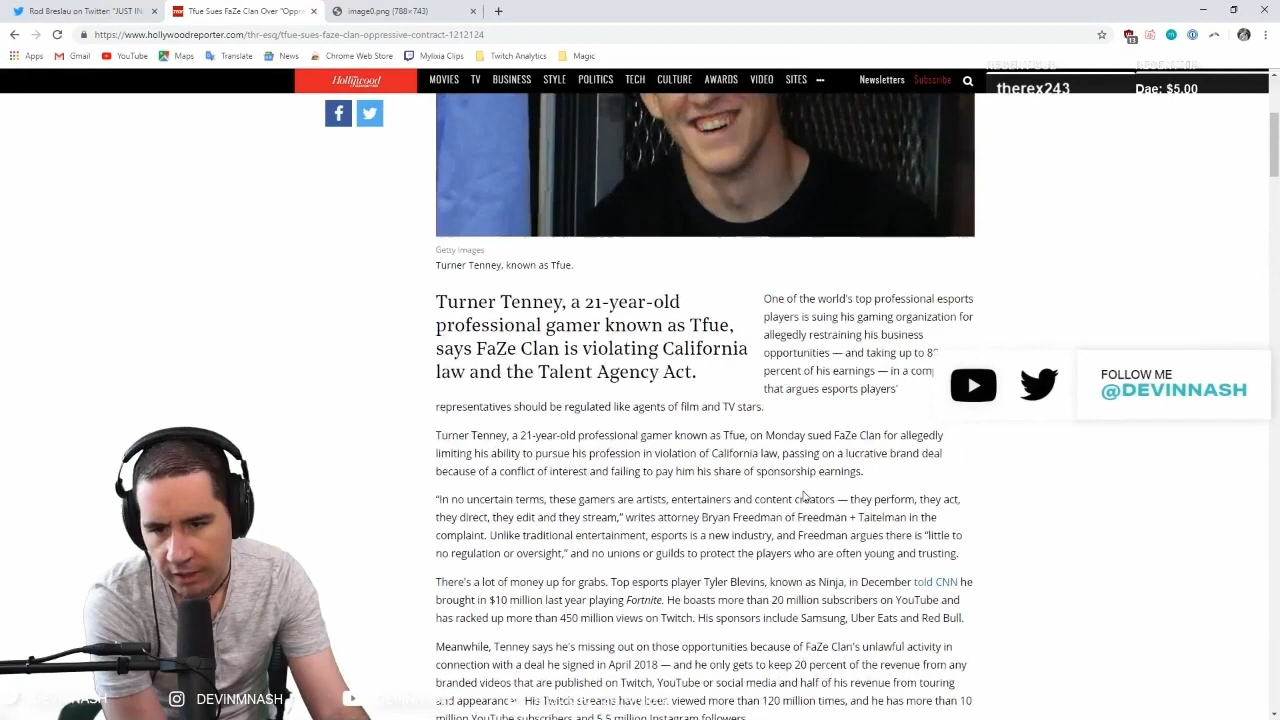 Rod Breslau on Twitter: "JUST IN
Tfue Sues FaZe Clan Over "Oppre
image0.png (788×743)
https://www.hollywoodreporter.com/thr-esq/tfue-sues-faze-clan-oppressive-contract-1212124
13
Apps
Gmail
YouTube
Maps
Translate
News
Chrome Web Store
Mylixia Clips
Twitch Analytics
Magic
Hollywood
MOVIES TV BUSINESS STYLE POLITICS TECH CULTURE AWARDS VIDEO SITES
Newsletters Subscribe
therex243
Dae: $5.00
Getty Images
Turner Tenney, known as Tfue.
Turner Tenney, a 21-year-old
professional gamer known as Tfue,
says FaZe Clan is violating California
law and the Talent Agency Act.
One of the world's top professional esports
players is suing his gaming organization for
allegedly restraining his business
opportunities — and taking up to
percent of his earnings — in a
that argues esports players'
representatives should be regulated like agents of film and TV stars.
FOLLOW ME
@DEVINNASH
Turner Tenney, a 21-year-old professional gamer known as Tfue, on Monday sued FaZe Clan for allegedly
limiting his ability to pursue his profession in violation of California law, passing on a lucrative brand deal
because of a conflict of interest and failing to pay him his share of sponsorship earnings.
“In no uncertain terms, these gamers are artists, entertainers and content creators — they perform, they act,
they direct, they edit and they stream,” writes attorney Bryan Freedman of Freedman + Taitelman in the
complaint. Unlike traditional entertainment, esports is a new industry, and Freedman argues there is “little to
no regulation or oversight,” and no unions or guilds to protect the players who are often young and trusting.
There's a lot of money up for grabs. Top esports player Tyler Blevins, known as Ninja, in December told CNN he
brought in $10 million last year playing Fortnite. He boasts more than 20 million subscribers on YouTube and
has racked up more than 450 million views on Twitch. His sponsors include Samsung, Uber Eats and Red Bull.
Meanwhile, Tenney says he's missing out on those opportunities because of FaZe Clan's unlawful activity in
connection with a deal he signed in April 2018 — and he only gets to keep 20 percent of the revenue from any
branded videos that are published on Twitch, YouTube or social media and half of his revenue from touring
and appearances. His Twitch streams have been viewed more than 120 million times, and he has more than 10
million YouTube subscribers and 5.5 million Instagram followers.
DEVINMNASH